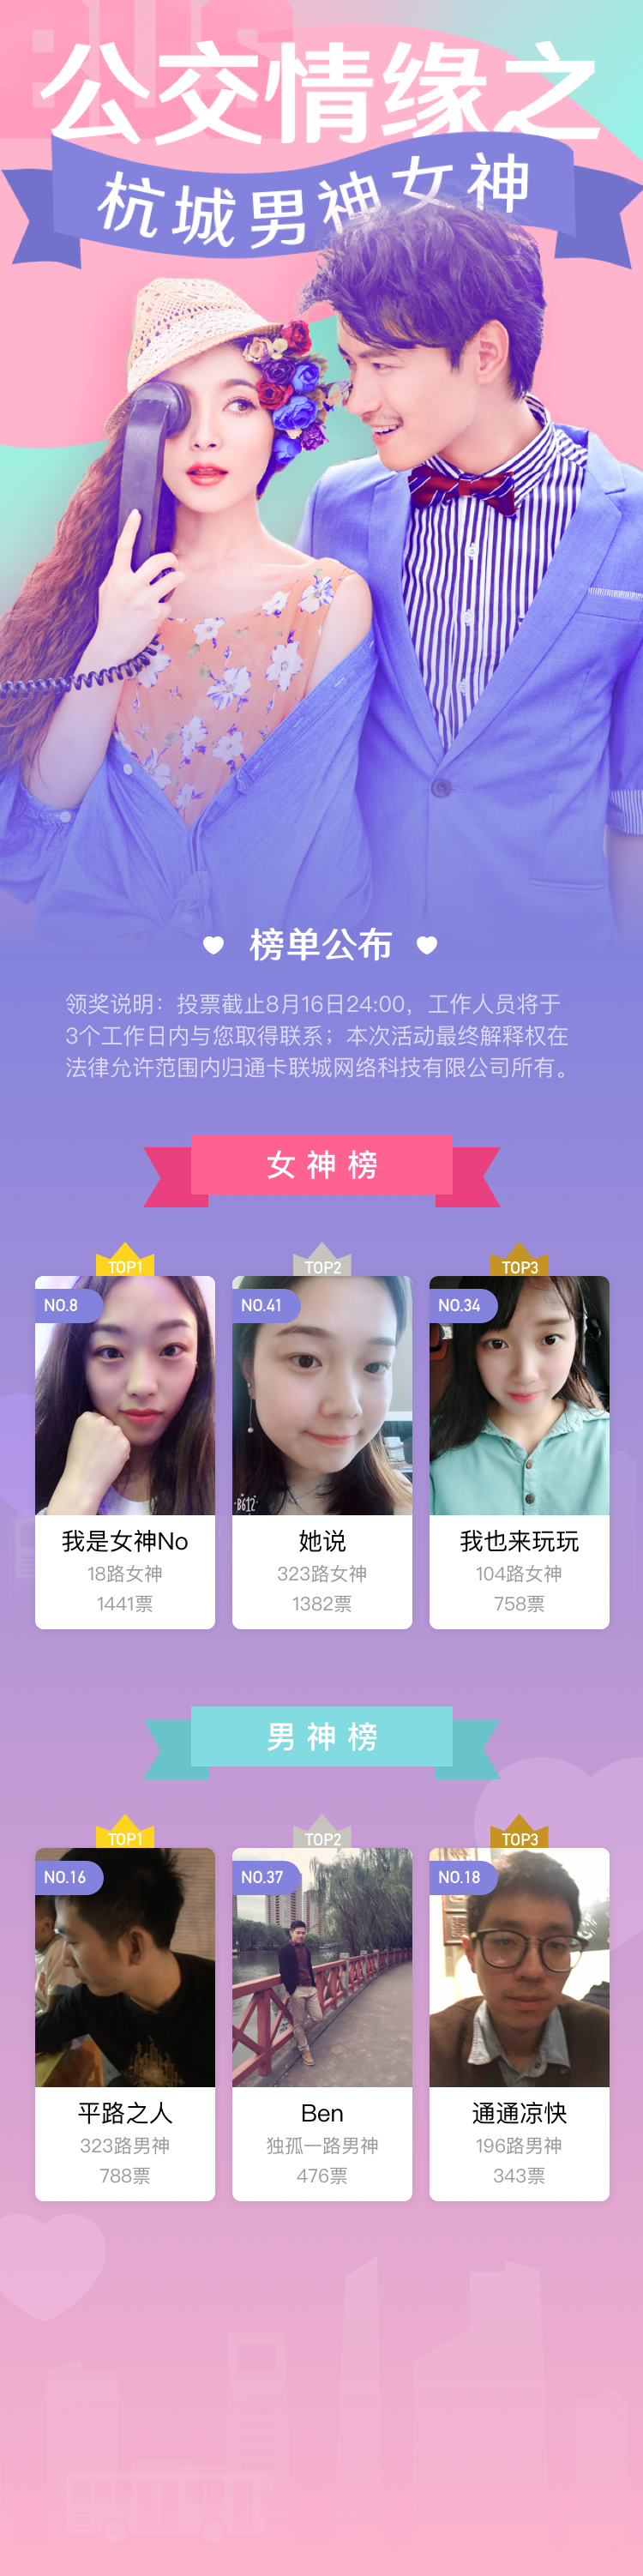 BUS
公交情缘之
杭城男神女神
榜单公布
领奖说明：投票截止8月16日24:00，工作人员将于
3个工作日内与您取得联系；本次活动最终解释权在
法律允许范围内归通卡联城网络科技有限公司所有。
女神榜
TOP1
TOP2
TOP3
NO.8
NO.41
NO.34
B612
我是女神No
她说
我也来玩玩
18路女神
323路女神
104路女神
1441票
1382票
758票
男神榜
TOP1
TOP2
TOP3
NO.16
NO.37
NO.18
平路之人
Ben
通通凉快
323路男神
独孤一路男神
196路男神
788票
476票
343票